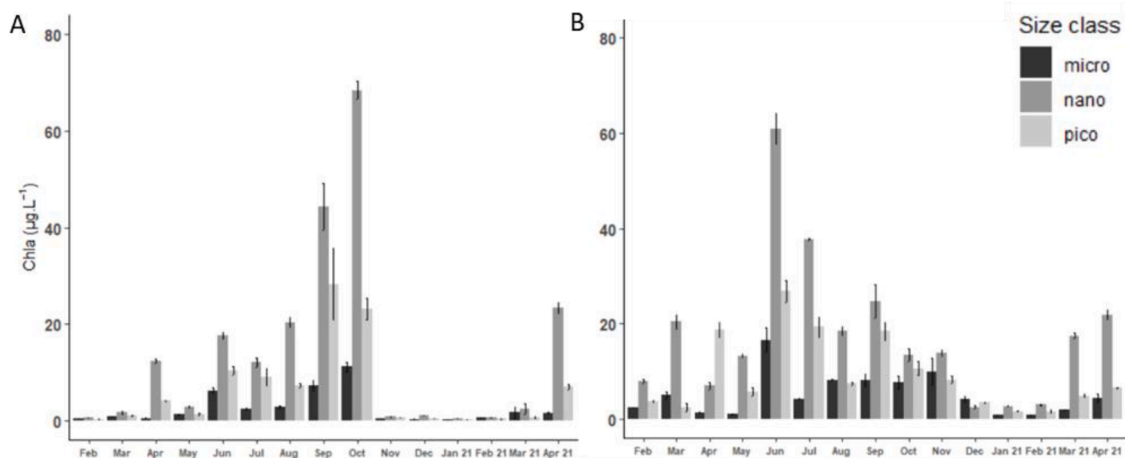 A
B
Size class
micro
nano
pico
Chla (µg.L⁻¹)
80
60
40
20
0
Feb Mar Apr May Jun Jul Aug Sep Oct Nov Dec Jan 21 Feb 21 Mar 21 Apr 21
80
60
40
20
0
Feb Mar Apr May Jun Jul Aug Sep Oct Nov Dec Jan 21 Feb 21 Mar 21 Apr 21